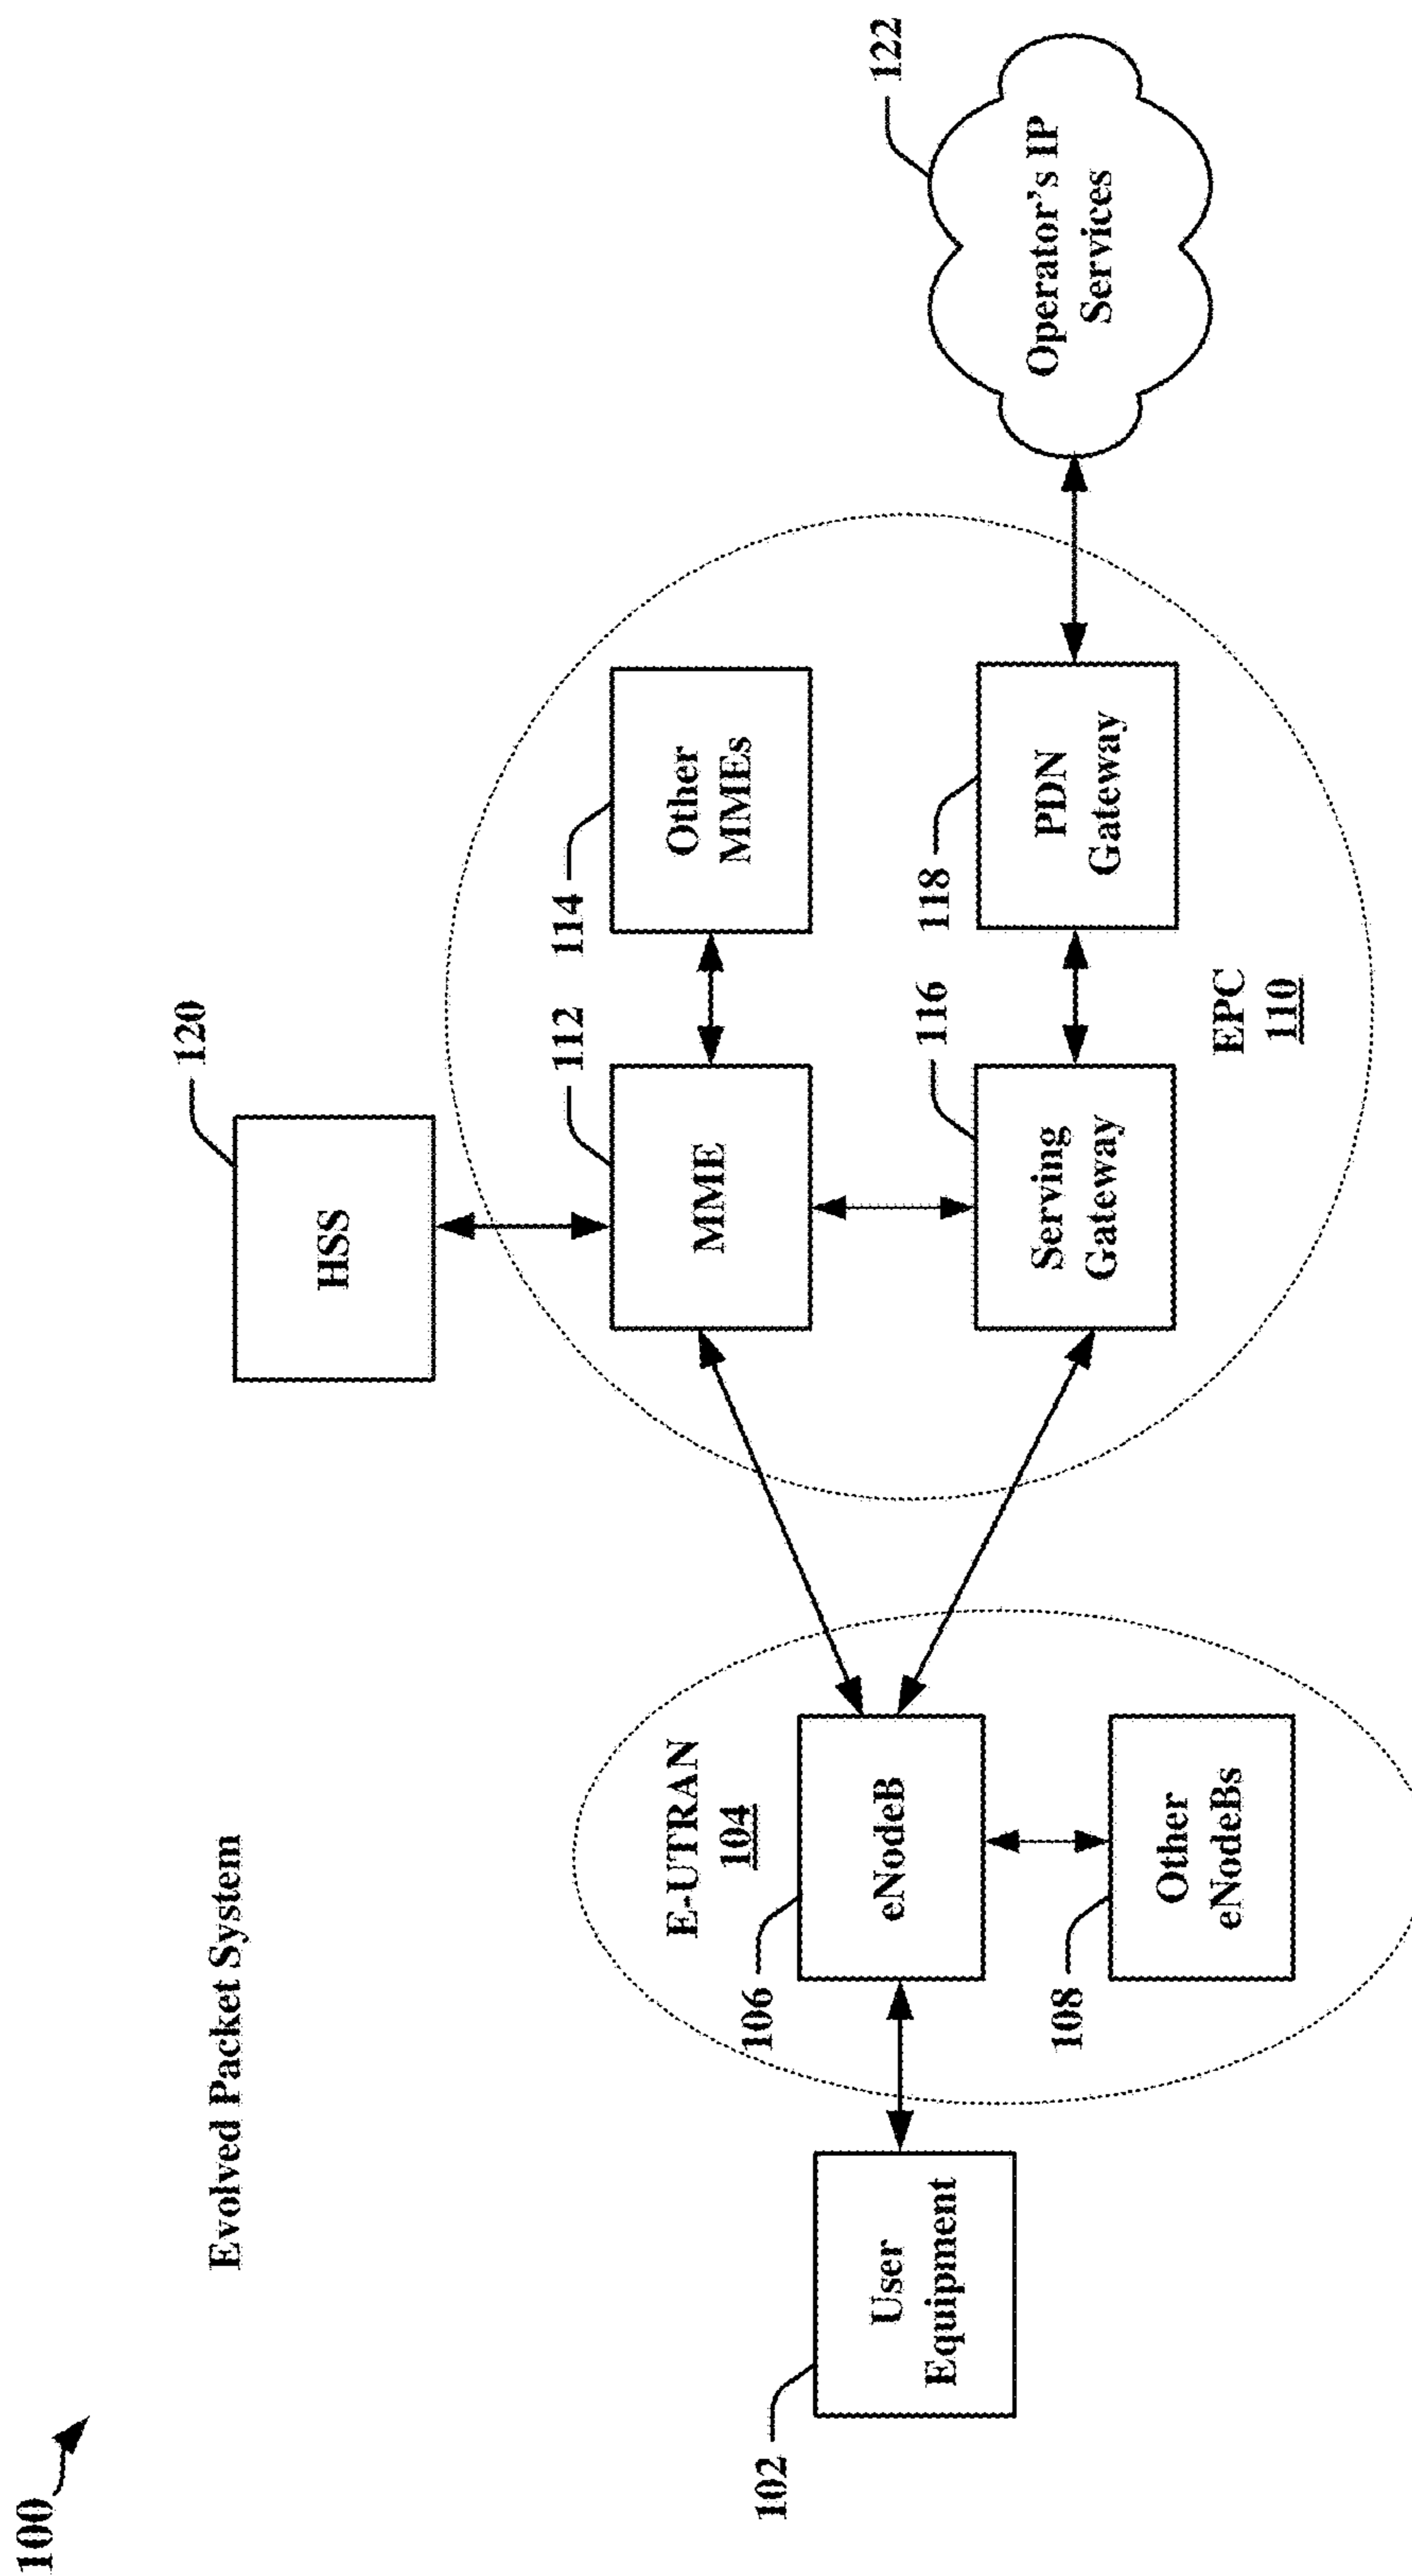 100
Evolved Packet System
120
HSS
E-UTRAN
104
112
114
MME
Other
MMEs
102
User
Equipment
106
eNodeB
108
Other
eNodeBs
116
Serving
Gateway
118
PDN
Gateway
EPC
110
122
Operator's IP
Services